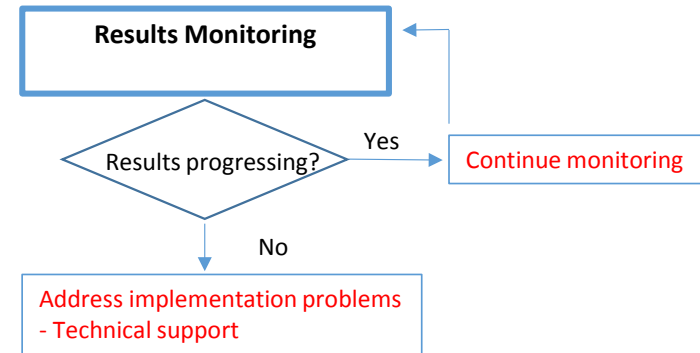 Results Monitoring
Yes
Results progressing?
Continue monitoring
No
Address implementation problems
- Technical support